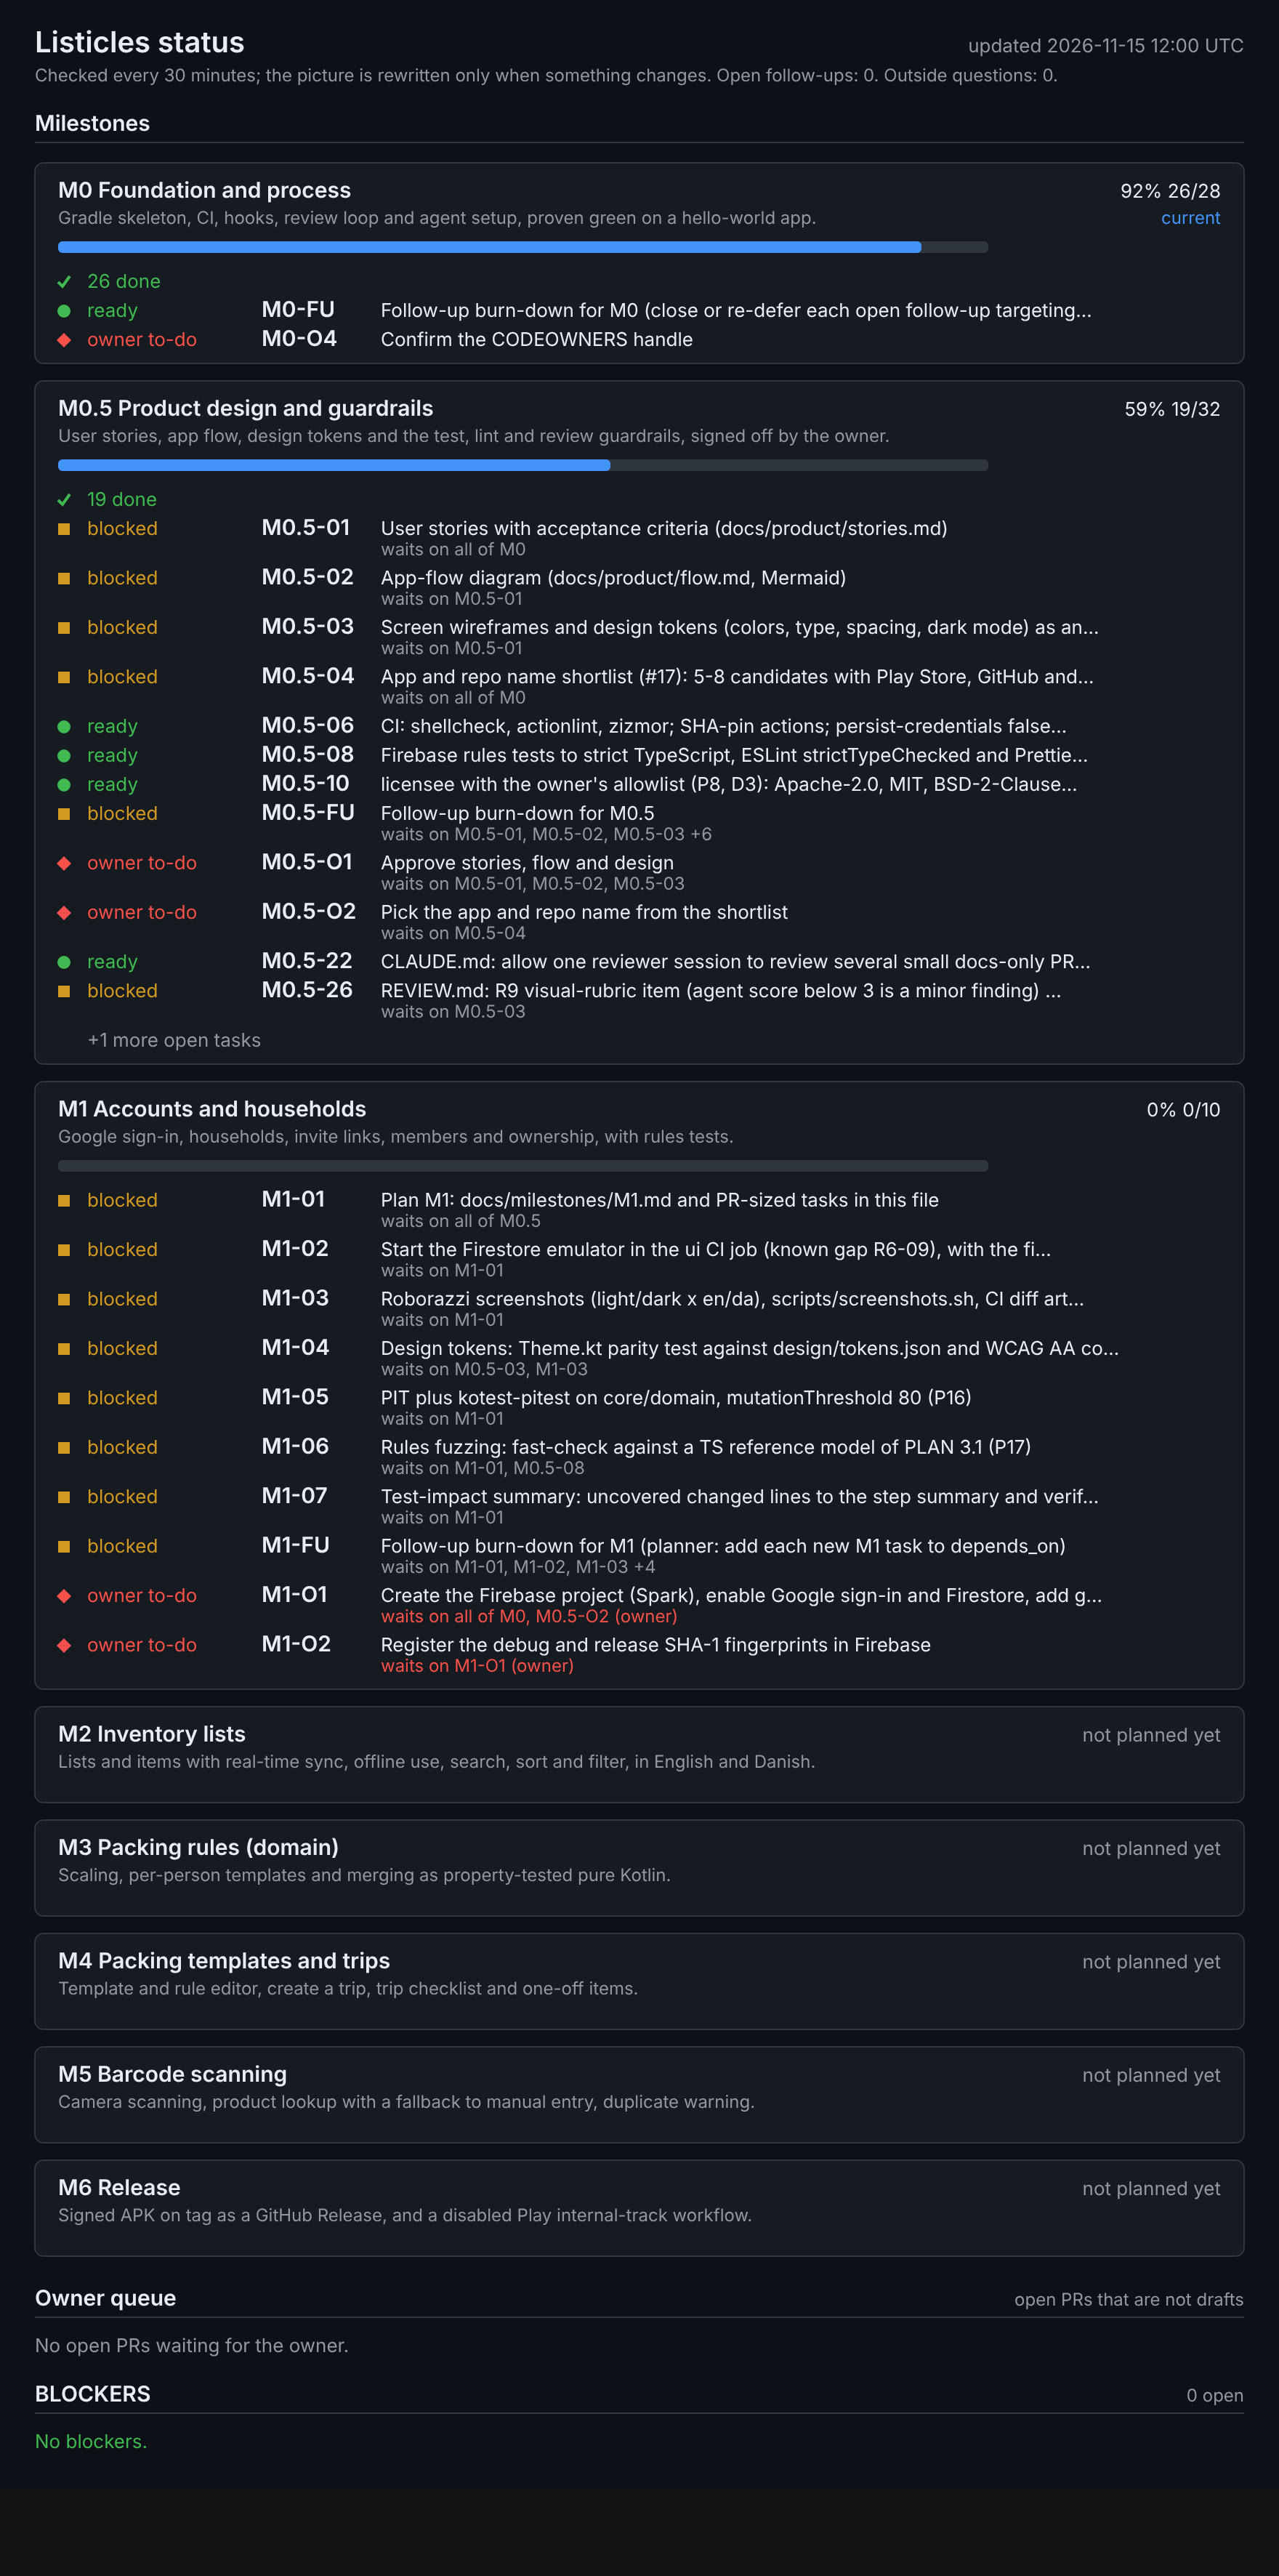 Listicles status
updated 2026-11-15 12:00 UTC
Checked every 30 minutes; the picture is rewritten only when something changes. Open follow-ups: 0. Outside questions: 0.
Milestones
M0 Foundation and process
92% 26/28
Gradle skeleton, CI, hooks, review loop and agent setup, proven green on a hello-world app.
current
26 done
ready M0-FU Follow-up burn-down for M0 (close or re-defer each open follow-up targeting...
owner to-do M0-O4 Confirm the CODEOWNERS handle
M0.5 Product design and guardrails
59% 19/32
User stories, app flow, design tokens and the test, lint and review guardrails, signed off by the owner.
19 done
blocked M0.5-01 User stories with acceptance criteria (docs/product/stories.md)
waits on all of M0
blocked M0.5-02 App-flow diagram (docs/product/flow.md, Mermaid)
waits on M0.5-01
blocked M0.5-03 Screen wireframes and design tokens (colors, type, spacing, dark mode) as an...
waits on M0.5-01
blocked M0.5-04 App and repo name shortlist (#17): 5-8 candidates with Play Store, GitHub and...
waits on all of M0
ready M0.5-06 CI: shellcheck, actionlint, zizmor; SHA-pin actions; persist-credentials false...
ready M0.5-08 Firebase rules tests to strict TypeScript, ESLint strictTypeChecked and Prettie...
ready M0.5-10 licensee with the owner's allowlist (P8, D3): Apache-2.0, MIT, BSD-2-Clause...
blocked M0.5-FU Follow-up burn-down for M0.5
waits on M0.5-01, M0.5-02, M0.5-03 +6
owner to-do M0.5-O1 Approve stories, flow and design
waits on M0.5-01, M0.5-02, M0.5-03
owner to-do M0.5-O2 Pick the app and repo name from the shortlist
waits on M0.5-04
ready M0.5-22 CLAUDE.md: allow one reviewer session to review several small docs-only PR...
blocked M0.5-26 REVIEW.md: R9 visual-rubric item (agent score below 3 is a minor finding) ...
waits on M0.5-03
+1 more open tasks
M1 Accounts and households
0% 0/10
Google sign-in, households, invite links, members and ownership, with rules tests.
blocked M1-01 Plan M1: docs/milestones/M1.md and PR-sized tasks in this file
waits on all of M0.5
blocked M1-02 Start the Firestore emulator in the ui CI job (known gap R6-09), with the fi...
waits on M1-01
blocked M1-03 Roborazzi screenshots (light/dark x en/da), scripts/screenshots.sh, CI diff art...
waits on M1-01
blocked M1-04 Design tokens: Theme.kt parity test against design/tokens.json and WCAG AA co...
waits on M0.5-03, M1-03
blocked M1-05 PIT plus kotest-pitest on core/domain, mutationThreshold 80 (P16)
waits on M1-01
blocked M1-06 Rules fuzzing: fast-check against a TS reference model of PLAN 3.1 (P17)
waits on M1-01, M0.5-08
blocked M1-07 Test-impact summary: uncovered changed lines to the step summary and verif...
waits on M1-01
blocked M1-FU Follow-up burn-down for M1 (planner: add each new M1 task to depends_on)
waits on M1-01, M1-02, M1-03 +4
owner to-do M1-O1 Create the Firebase project (Spark), enable Google sign-in and Firestore, add g...
waits on all of M0, M0.5-O2 (owner)
owner to-do M1-O2 Register the debug and release SHA-1 fingerprints in Firebase
waits on M1-O1 (owner)
M2 Inventory lists
not planned yet
Lists and items with real-time sync, offline use, search, sort and filter, in English and Danish.
M3 Packing rules (domain)
not planned yet
Scaling, per-person templates and merging as property-tested pure Kotlin.
M4 Packing templates and trips
not planned yet
Template and rule editor, create a trip, trip checklist and one-off items.
M5 Barcode scanning
not planned yet
Camera scanning, product lookup with a fallback to manual entry, duplicate warning.
M6 Release
not planned yet
Signed APK on tag as a GitHub Release, and a disabled Play internal-track workflow.
Owner queue
open PRs that are not drafts
No open PRs waiting for the owner.
BLOCKERS
0 open
No blockers.